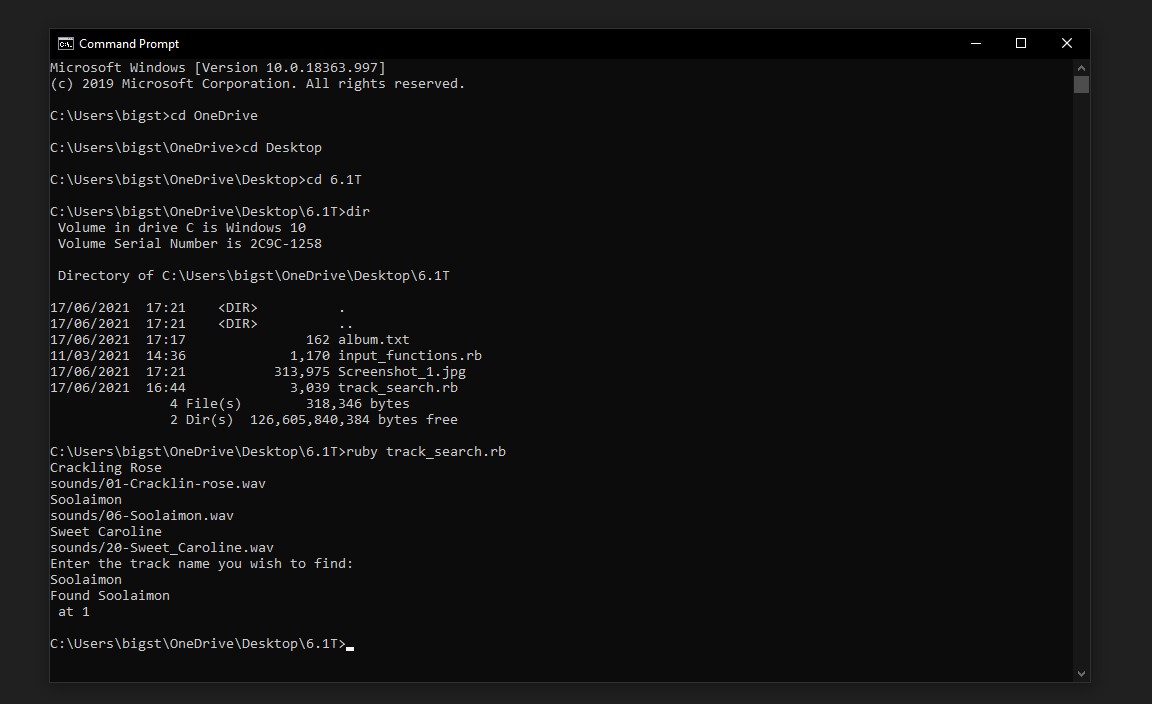 Command Prompt
Microsoft Windows [Version 10.0.18363.997]
(c) 2019 Microsoft Corporation. All rights reserved.
C:\Users\bigst>cd OneDrive
C:\Users\bigst\OneDrive>cd Desktop
C:\Users\bigst\OneDrive\Desktop>cd 6.1T
C:\Users\bigst\OneDrive\Desktop\6.1T>dir
 Volume in drive C is Windows 10
 Volume Serial Number is 2C9C-1258
 Directory of C:\Users\bigst\OneDrive\Desktop\6.1T
17/06/2021  17:21    <DIR>          .
17/06/2021  17:21    <DIR>          ..
17/06/2021  17:17               162 album.txt
11/03/2021  14:36             1,170 input_functions.rb
17/06/2021  17:21           313,975 Screenshot_1.jpg
17/06/2021  16:44             3,039 track_search.rb
               4 File(s)        318,346 bytes
               2 Dir(s)  126,605,840,384 bytes free
C:\Users\bigst\OneDrive\Desktop\6.1T>ruby track_search.rb
Crackling Rose
sounds/01-Cracklin-rose.wav
Soolaimon
sounds/06-Soolaimon.wav
Sweet Caroline
sounds/20-Sweet_Caroline.wav
Enter the track name you wish to find:
Soolaimon
Found Soolaimon
 at 1
C:\Users\bigst\OneDrive\Desktop\6.1T>